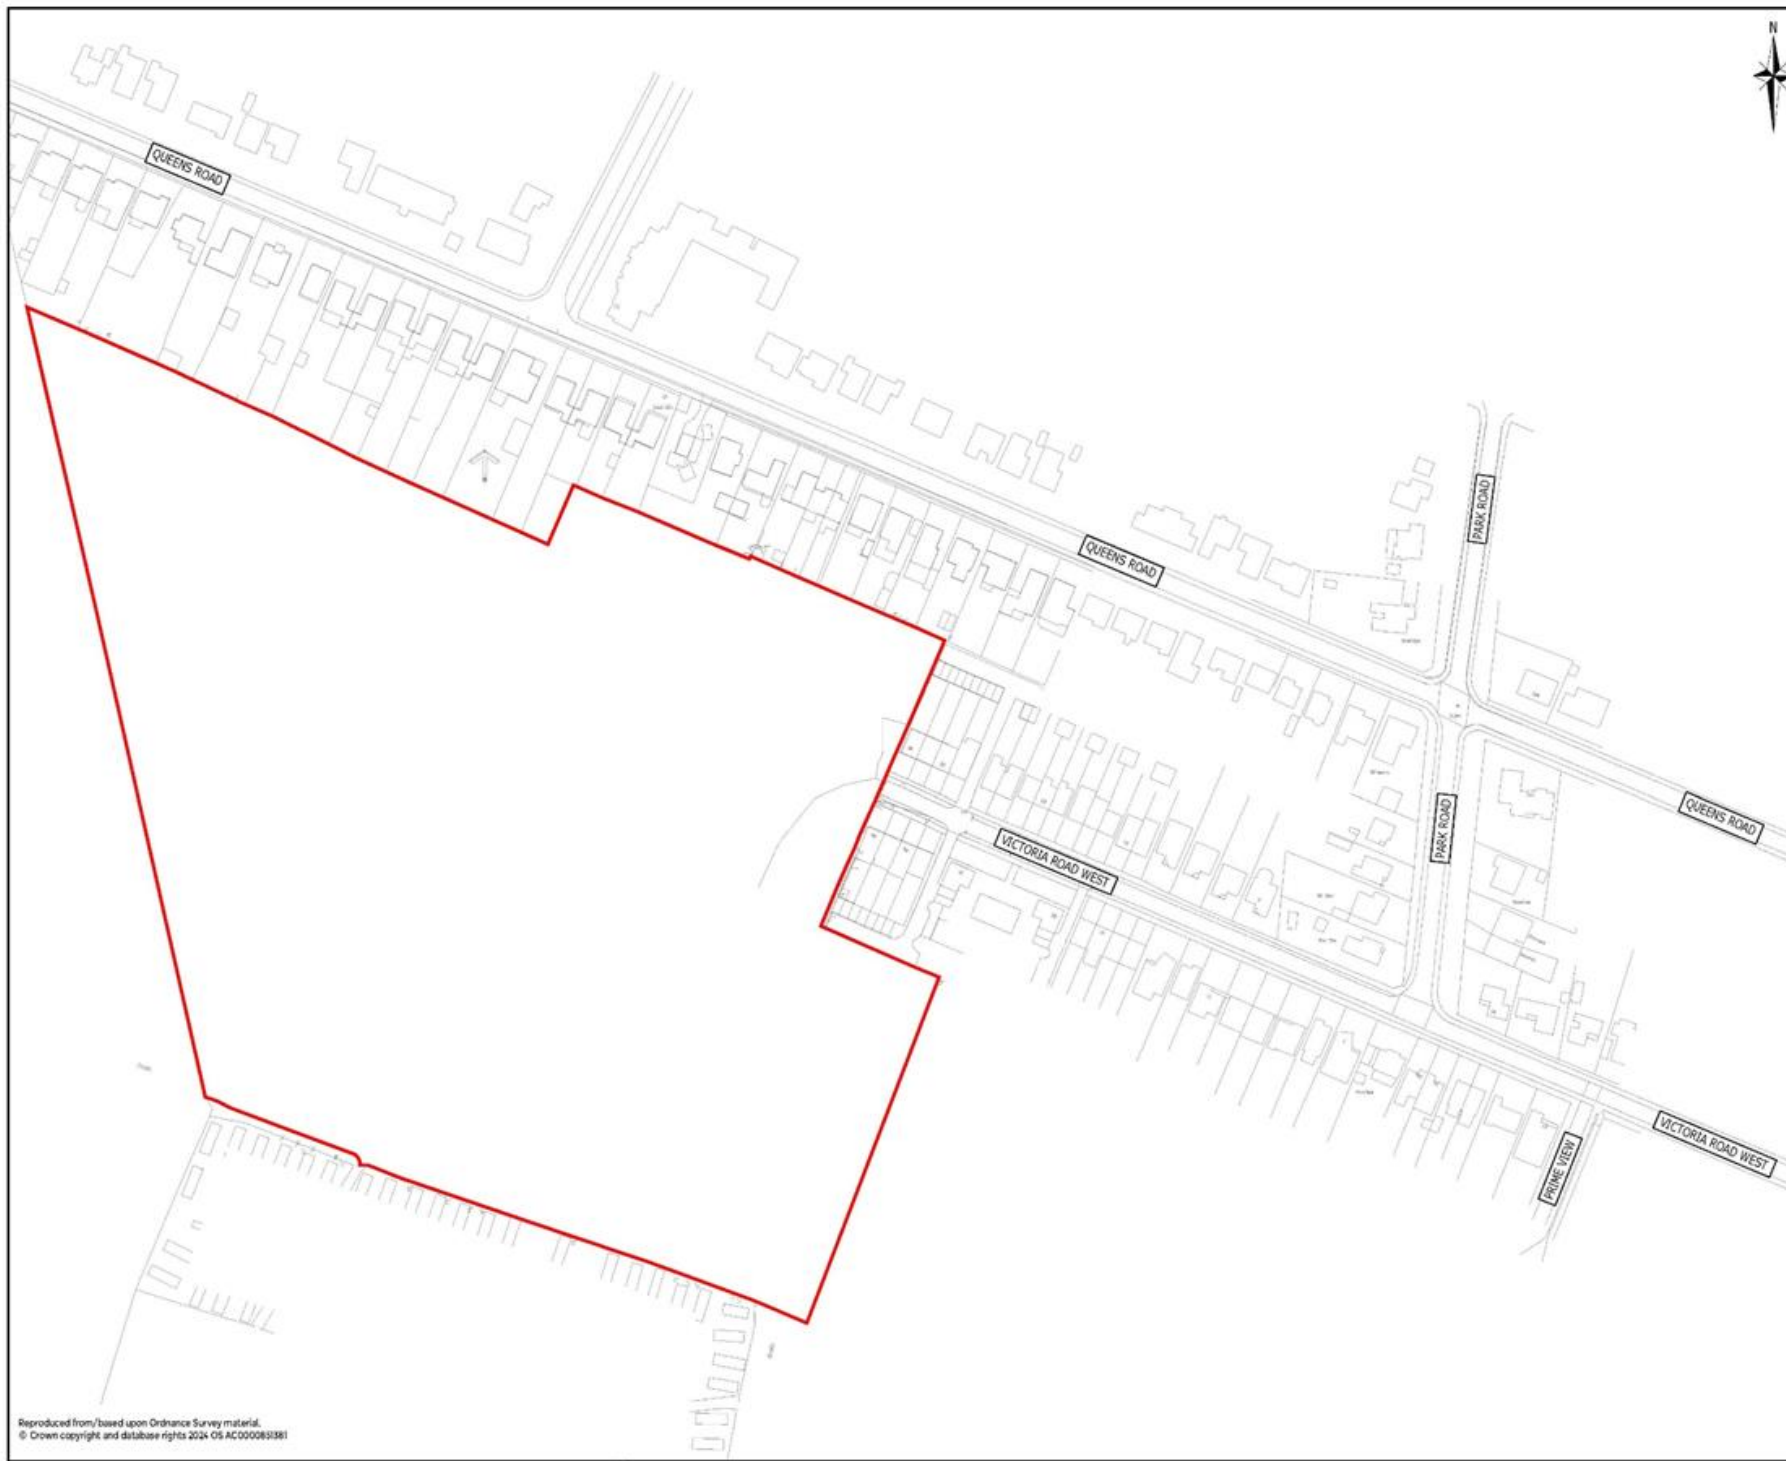 N
QUEENS ROAD
PARK ROAD
QUEENS ROAD
QUEENS ROAD
PARK ROAD
VICTORIA ROAD WEST
VICTORIA ROAD WEST
PRIME VIEW
Reproduced from/based upon Ordnance Survey material.
© Crown copyright and database rights 2024 OS AC0000851381